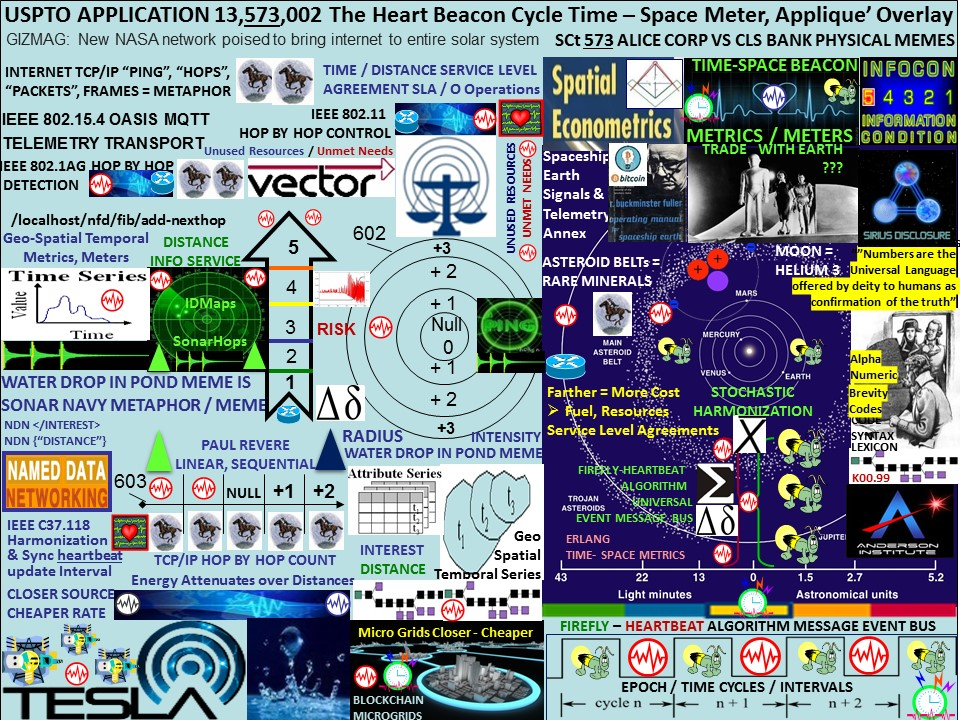 USPTO APPLICATION 13,573,002 The Heart Beacon Cycle Time – Space Meter, Applique’ Overlay
GIZMAG: New NASA network poised to bring internet to entire solar system
SCt 573 ALICE CORP VS CLS BANK PHYSICAL MEMES
INTERNET TCP/IP “PING”, “HOPS”,
“PACKETS”, FRAMES = METAPHOR
TIME / DISTANCE SERVICE LEVEL
AGREEMENT SLA / O Operations
IEEE 802.15.4 OASIS MQTT
TELEMETRY TRANSPORT
IEEE 802.11
HOP BY HOP CONTROL
Unused Resources / Unmet Needs
IEEE 802.1AG HOP BY HOP
DETECTION
vector
UNUSED RESOURCES
UNMET NEEDS
/localhost/nfd/fib/add-nexthop
Geo-Spatial Temporal
Metrics, Meters
DISTANCE
INFO SERVICE
Time Series
Value
Time
IDMaps
SonarHops
5
4
3
2
1
RISK
602
+3
+ 2
+ 1
Null
0
+ 1
+ 2
+3
PING
WATER DROP IN POND MEME IS
SONAR NAVY METAPHOR / MEME
NDN </INTEREST>
NDN {“DISTANCE”}
NAMED DATA
NETWORKING
PAUL REVERE
LINEAR, SEQUENTIAL
Δδ
RADIUS
INTENSITY
WATER DROP IN POND MEME
603
NULL
+1
+2
Attribute Series
t1
t2
t3
Geo
Spatial
Temporal Series
IEEE C37.118
Harmonization
& Sync heartbeat
update Interval
TCP/IP HOP BY HOP COUNT
Energy Attenuates over Distances
INTEREST
DISTANCE
CLOSER SOURCE
CHEAPER RATE
TESLA
Micro Grids Closer - Cheaper
BLOCKCHAIN
MICROGRIDS
Spatial
Econometrics
TIME-SPACE BEACON
INFOCON
5 4 3 2 1
INFORMATION
CONDITION
METRICS / METERS
TRADE WITH EARTH
???
Spaceship
Earth
Signals &
Telemetry
Annex
bitcoin
r. buckminster fuller
operating manual
for spaceship earth
SIRIUS DISCLOSURE
ASTEROID BELTs =
RARE MINERALS
MOON =
HELIUM 3
”Numbers are the
Universal Language
offered by deity to humans as
confirmation of the truth”
MARS
MERCURY
VENUS
EARTH
MAIN
ASTEROID
BELT
Farther = More Cost
➢ Fuel, Resources
Service Level Agreements
STOCHASTIC
HARMONIZATION
Alpha
Numeric
Brevity
Codes
CODE
SYNTAX
LEXICON
K00.99
X
Σ
Δδ
FIREFLY-HEARTBEAT
ALGORITHM
UNIVERSAL
EVENT MESSAGE BUS
TROJAN
ASTEROIDS
ERLANG
TIME- SPACE METRICS
JUPITER
ANDERSON
INSTITUTE
43
22
13
0
1.5
2.7
5.2
Light minutes
Astronomical units
FIREFLY – HEARTBEAT ALGORITHM MESSAGE EVENT BUS
EPOCH / TIME CYCLES / INTERVALS
cycle n
n + 1
n + 2